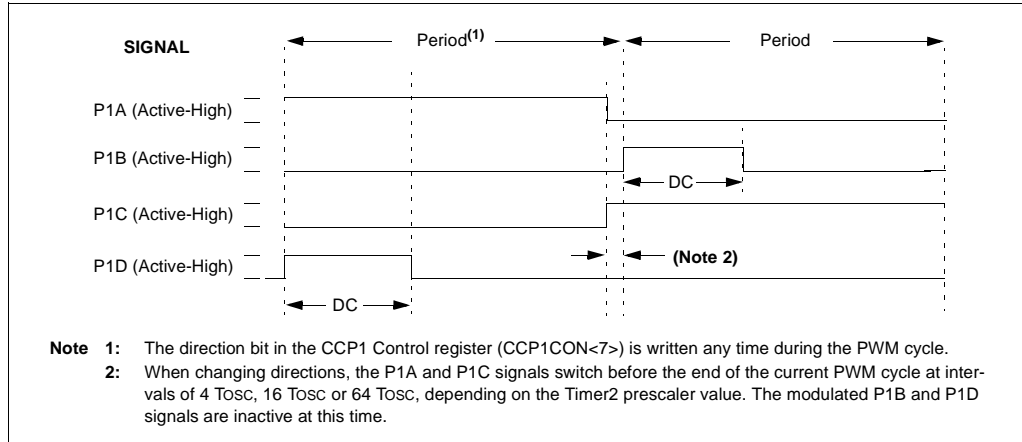 SIGNAL
Period(1)
Period
P1A (Active-High)
P1B (Active-High)
DC
P1C (Active-High)
(Note 2)
P1D (Active-High)
DC
Note 1: The direction bit in the CCP1 Control register (CCP1CON<7>) is written any time during the PWM cycle.
2: When changing directions, the P1A and P1C signals switch before the end of the current PWM cycle at inter-
vals of 4 TOSC, 16 TOSC or 64 TOSC, depending on the Timer2 prescaler value. The modulated P1B and P1D
signals are inactive at this time.